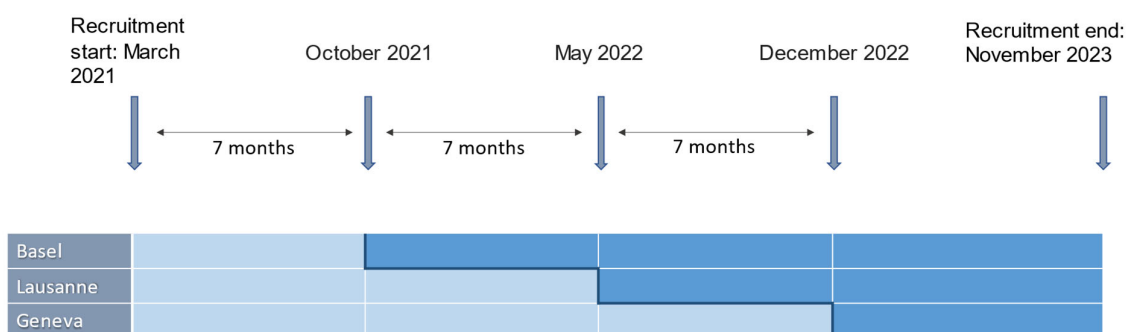 Recruitment
start: March
2021
October 2021
May 2022
December 2022
Recruitment end:
November 2023
7 months
7 months
7 months
Basel
Lausanne
Geneva